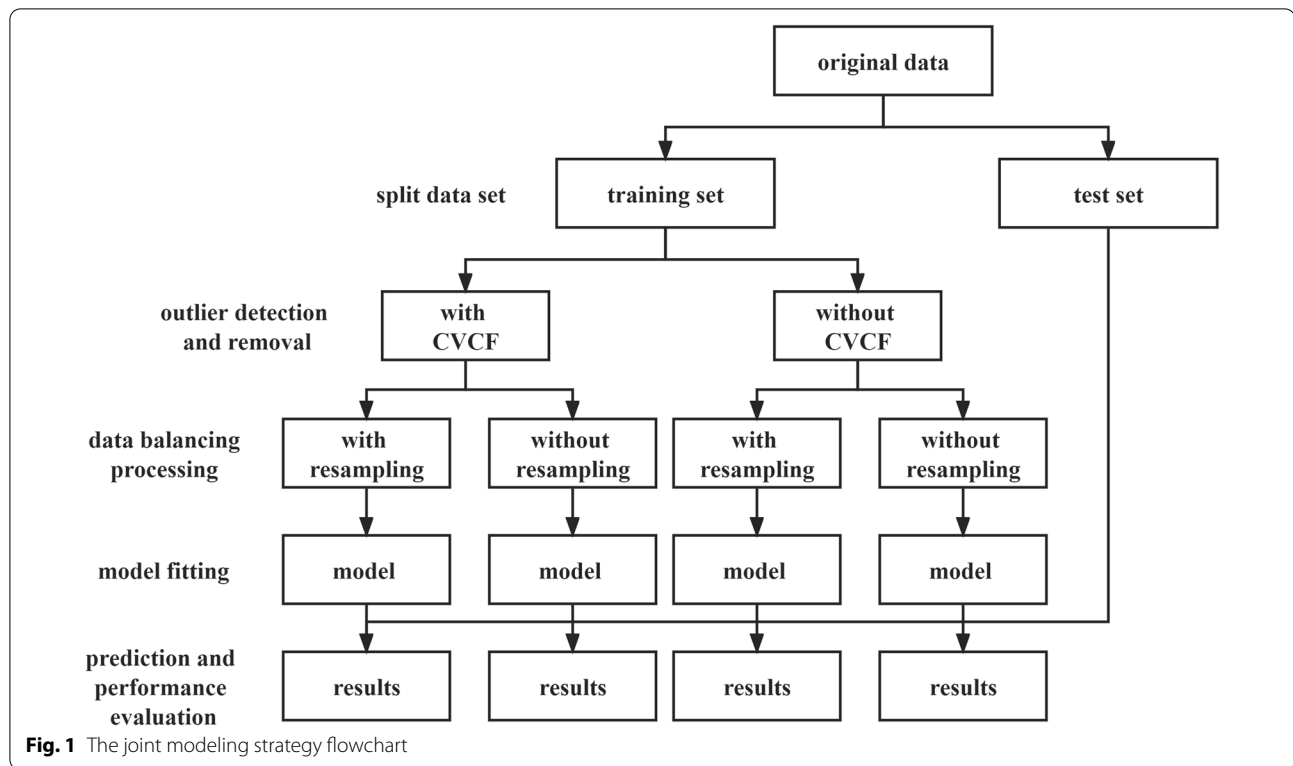 original data
split data set
training set
test set
outlier detection
and removal
with
CVCF
without
CVCF
data balancing
processing
with
resampling
without
resampling
with
resampling
without
resampling
model fitting
model
model
model
model
prediction and
performance
evaluation
results
results
results
results
Fig. 1 The joint modeling strategy flowchart